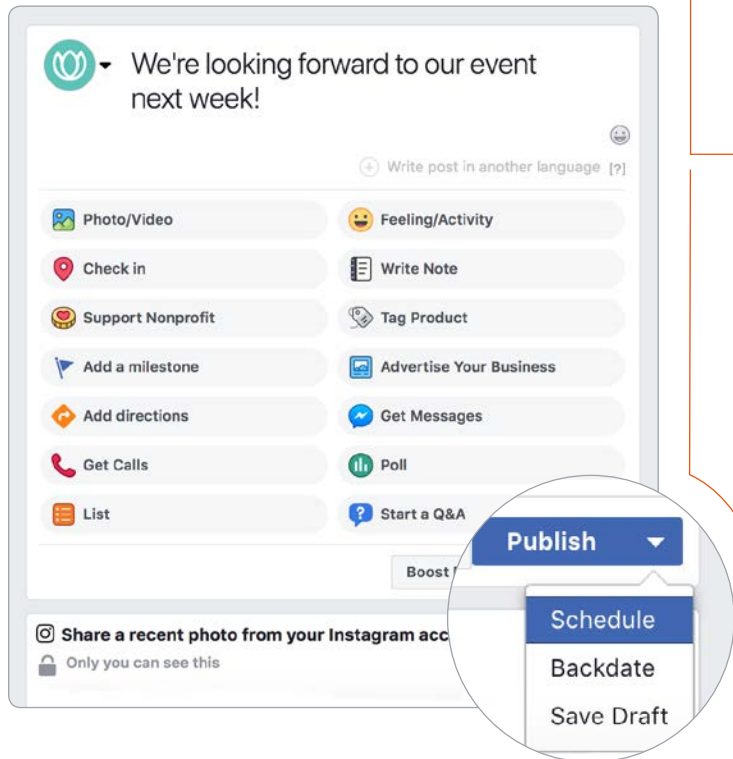 We're looking forward to our event
next week!
Write post in another language [?]
Photo/Video
Feeling/Activity
Check in
Write Note
Support Nonprofit
Tag Product
Add a milestone
Advertise Your Business
Add directions
Get Messages
Get Calls
Poll
List
Start a Q&A
Boost
Publish
Schedule
Backdate
Save Draft
Share a recent photo from your Instagram acc
Only you can see this